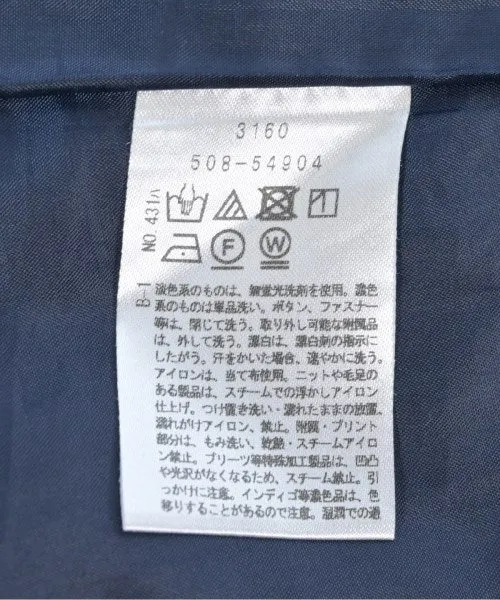 3160
508-54904
NO.431ハ
F
W
B-1
淡色系のものは、無蛍光洗剤を使用。濃色
系のものは単品洗い。ボタン、ファスナー
等は、閉じて洗う。取り外し可能な附属品
は、外して洗う。漂白は、漂白剤の指示に
したがう。汗をかいた場合、速やかに洗う。
アイロンは、当て布使用。ニットや毛足の
ある製品は、スチームでの浮かしアイロン
仕上げ。つけ置き洗い・濡れたままの放置、
濡れがけアイロン、禁止。附属・プリント
部分は、もみ洗い、乾燥・スチームアイロ
ン禁止。プリーツ等特殊加工製品は、凹凸
や光沢がなくなるため、スチーム禁止。引
っかけに注意。インディゴ等濃色品は、色
移りすることがあるので注意。湿潤での過